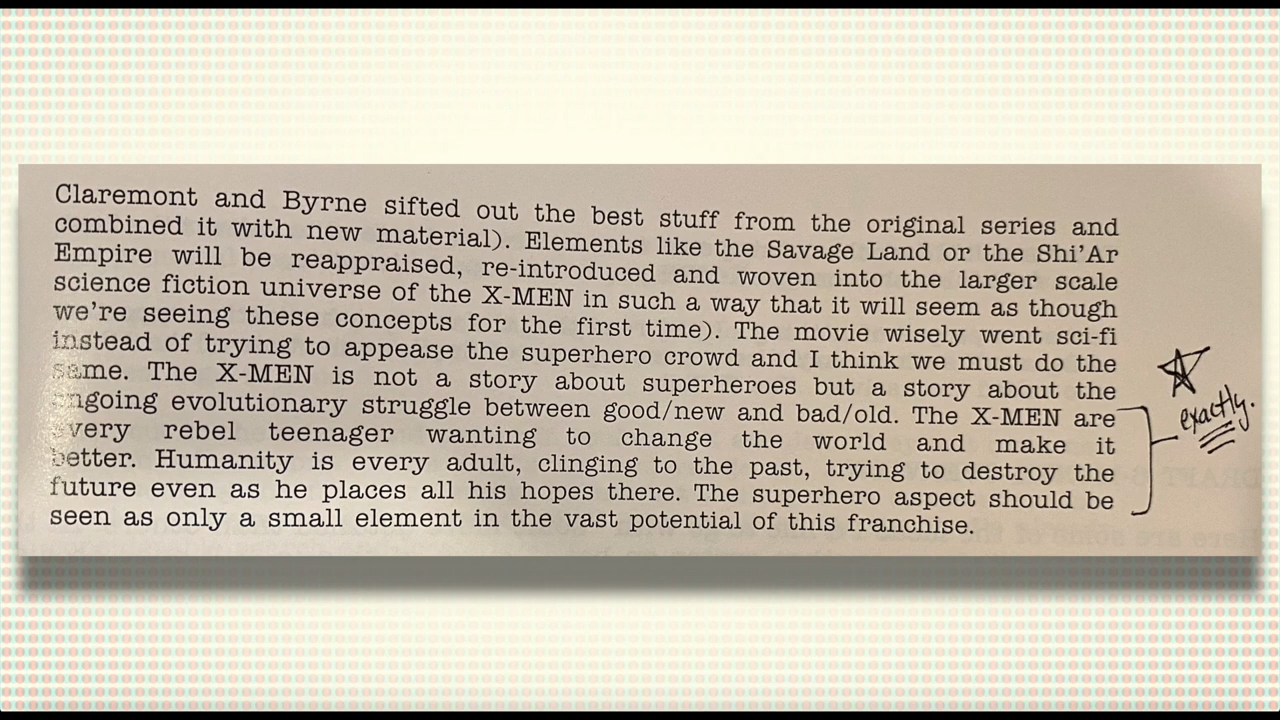 Claremont and Byrne sifted out the best stuff from the original series and
combined it with new material). Elements like the Savage Land or the Shi'Ar
Empire will be reappraised, re-introduced and woven into the larger scale
science fiction universe of the X-MEN in such a way that it will seem as though
we're seeing these concepts for the first time). The movie wisely went sci-fi
instead of trying to appease the superhero crowd and I think we must do the
same. The X-MEN is not a story about superheroes but a story about the
ongoing evolutionary struggle between good/new and bad/old. The X-MEN are
every rebel teenager wanting to change the world and make it
better. Humanity is every adult, clinging to the past, trying to destroy the
future even as he places all his hopes there. The superhero aspect should be
seen as only a small element in the vast potential of this franchise.
exactly.